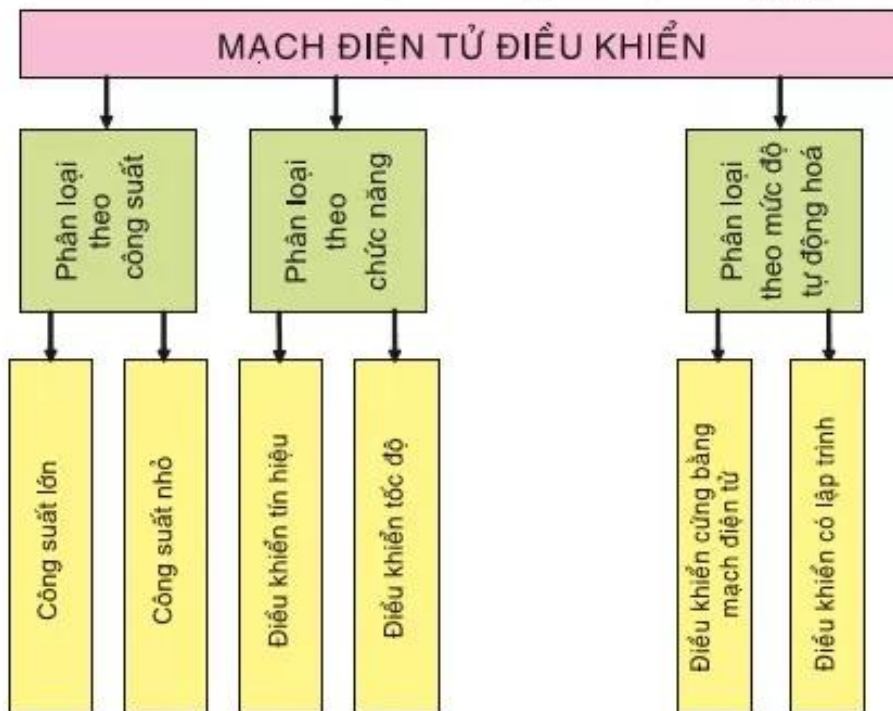 MẠCH ĐIỆN TỬ ĐIỀU KHIỂN
Phân loại
theo
công suất
Phân loại
theo
chức năng
Phân loại
theo mức độ
tự động hoá
Công suất lớn
Công suất nhỏ
Điều khiển tín hiệu
Điều khiển tốc độ
Điều khiển cứng bằng
mạch điện tử
Điều khiển có lập trình